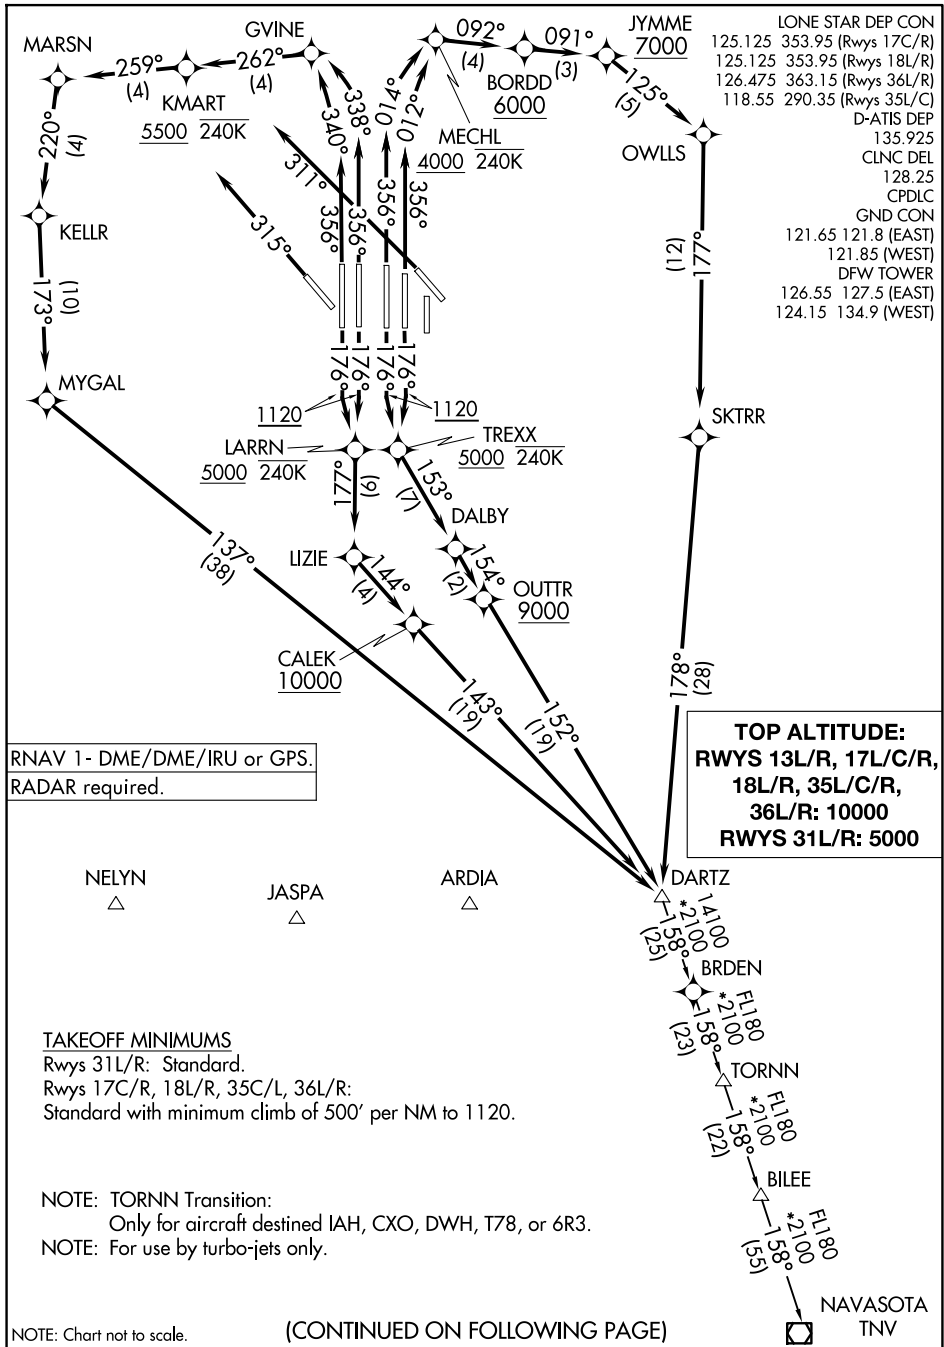 LONE STAR DEP CON
125.125 353.95 (Rwys 17C/R)
125.125 353.95 (Rwys 18L/R)
126.475 363.15 (Rwys 36L/R)
118.55 290.35 (Rwys 35L/C)
D-ATIS DEP
135.925
CLNC DEL
128.25
CPDLC
GND CON
121.65 121.8 (EAST)
121.85 (WEST)
DFW TOWER
126.55 127.5 (EAST)
124.15 134.9 (WEST)
MARSN
259°
(4)
KMART
5500 240K
262°
(4)
GVINE
220°
(4)
KELLR
173°
(10)
MYGAL
137°
(38)
340°
338°
014°
012°
356°
356°
356°
356°
311°
315°
MECHL
4000 240K
092°
(4)
BORDD
6000
091°
(3)
JYMME
7000
125°
(5)
OWLLS
177°
(12)
SKTRR
178°
(28)
176°
176°
176°
176°
1120
1120
LARRN
5000 240K
TREXX
5000 240K
177°
(6)
LIZIE
144°
(4)
CALEK
10000
143°
(19)
153°
(7)
DALBY
154°
(2)
OUTTR
9000
152°
(19)
RNAV 1- DME/DME/IRU or GPS.
RADAR required.
TOP ALTITUDE:
RWYS 13L/R, 17L/C/R,
18L/R, 35L/C/R,
36L/R: 10000
RWYS 31L/R: 5000
NELYN
JASPA
ARDIA
DARTZ
14100
*2100
158°
(25)
BRDEN
FL180
*2100
158°
(23)
TORNN
FL180
*2100
158°
(22)
BILEE
FL180
*2100
158°
(55)
NAVASOTA
TNV
TAKEOFF MINIMUMS
Rwys 31L/R: Standard.
Rwys 17C/R, 18L/R, 35C/L, 36L/R:
Standard with minimum climb of 500' per NM to 1120.
NOTE: TORNN Transition:
Only for aircraft destined IAH, CXO, DWH, T78, or 6R3.
NOTE: For use by turbo-jets only.
NOTE: Chart not to scale.
(CONTINUED ON FOLLOWING PAGE)